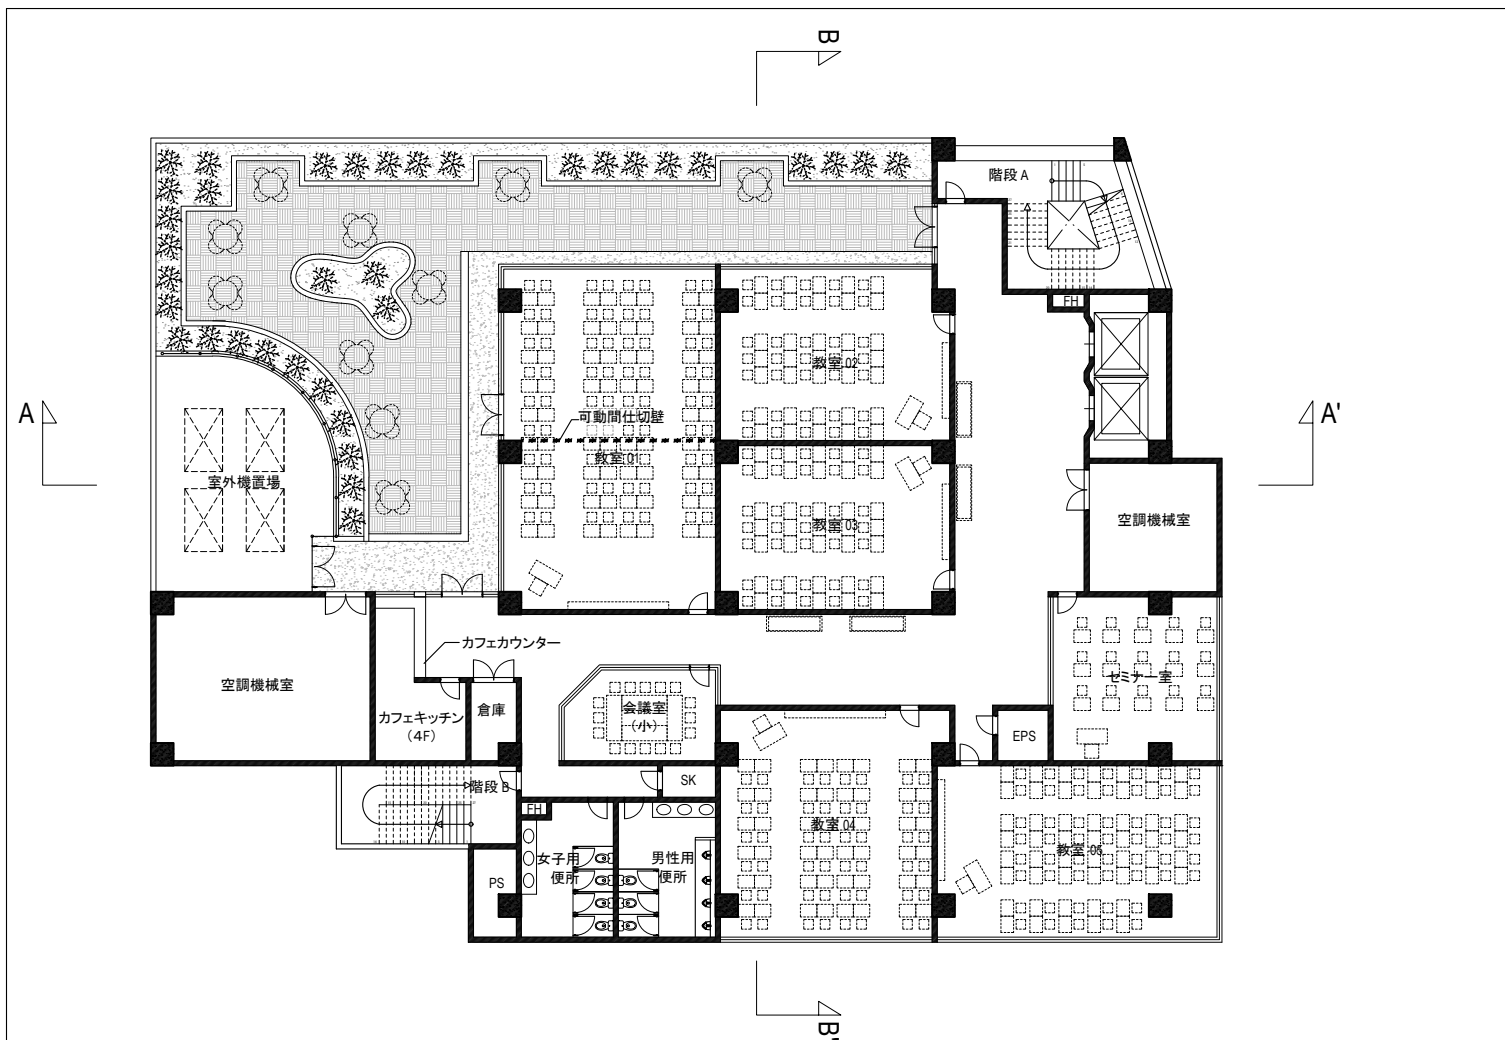 B
階段 A
FH
教室 02
A
A'
可動間仕切壁
教室 01
室外機置場
教室 03
空調機械室
カフェカウンター
セミナー室
空調機械室
倉庫
会議室
(小)
カフェキッチン
(4F)
EPS
階段 B
SK
FH
教室 04
女子用
便所
男性用
便所
教室 05
PS
B'